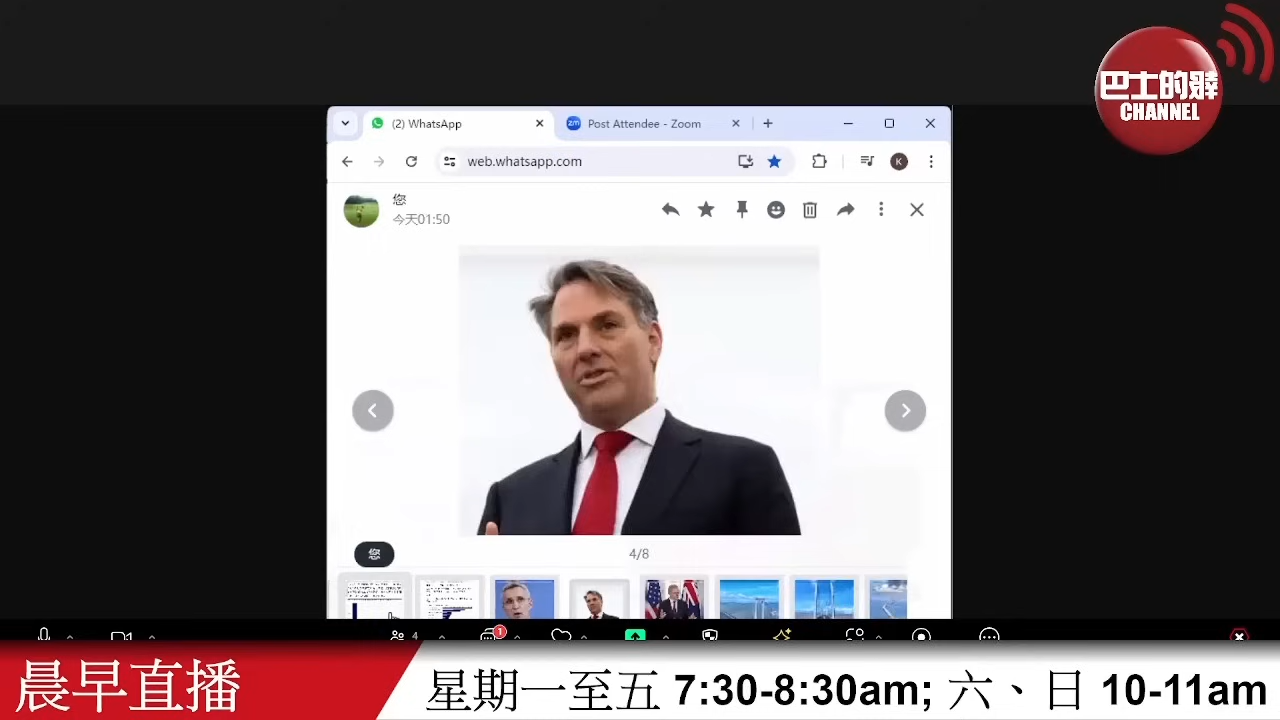 巴士的報
CHANNEL
(2) WhatsApp
Post Attendee - Zoom
web.whatsapp.com
K
您
今天01:50
您
4/8
4
1
晨早直播
星期一至五 7:30-8:30am; 六、日 10-11am